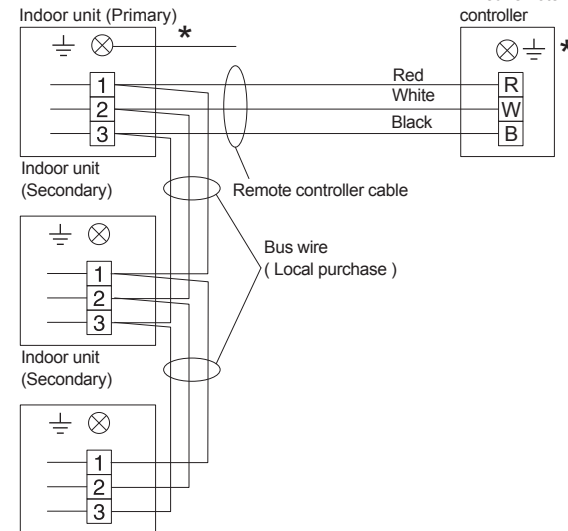 Indoor unit (Primary)
controller
*
*
1
2
3
Red
White
Black
R
W
B
Indoor unit
(Secondary)
Remote controller cable
Bus wire
( Local purchase )
1
2
3
Indoor unit
(Secondary)
1
2
3